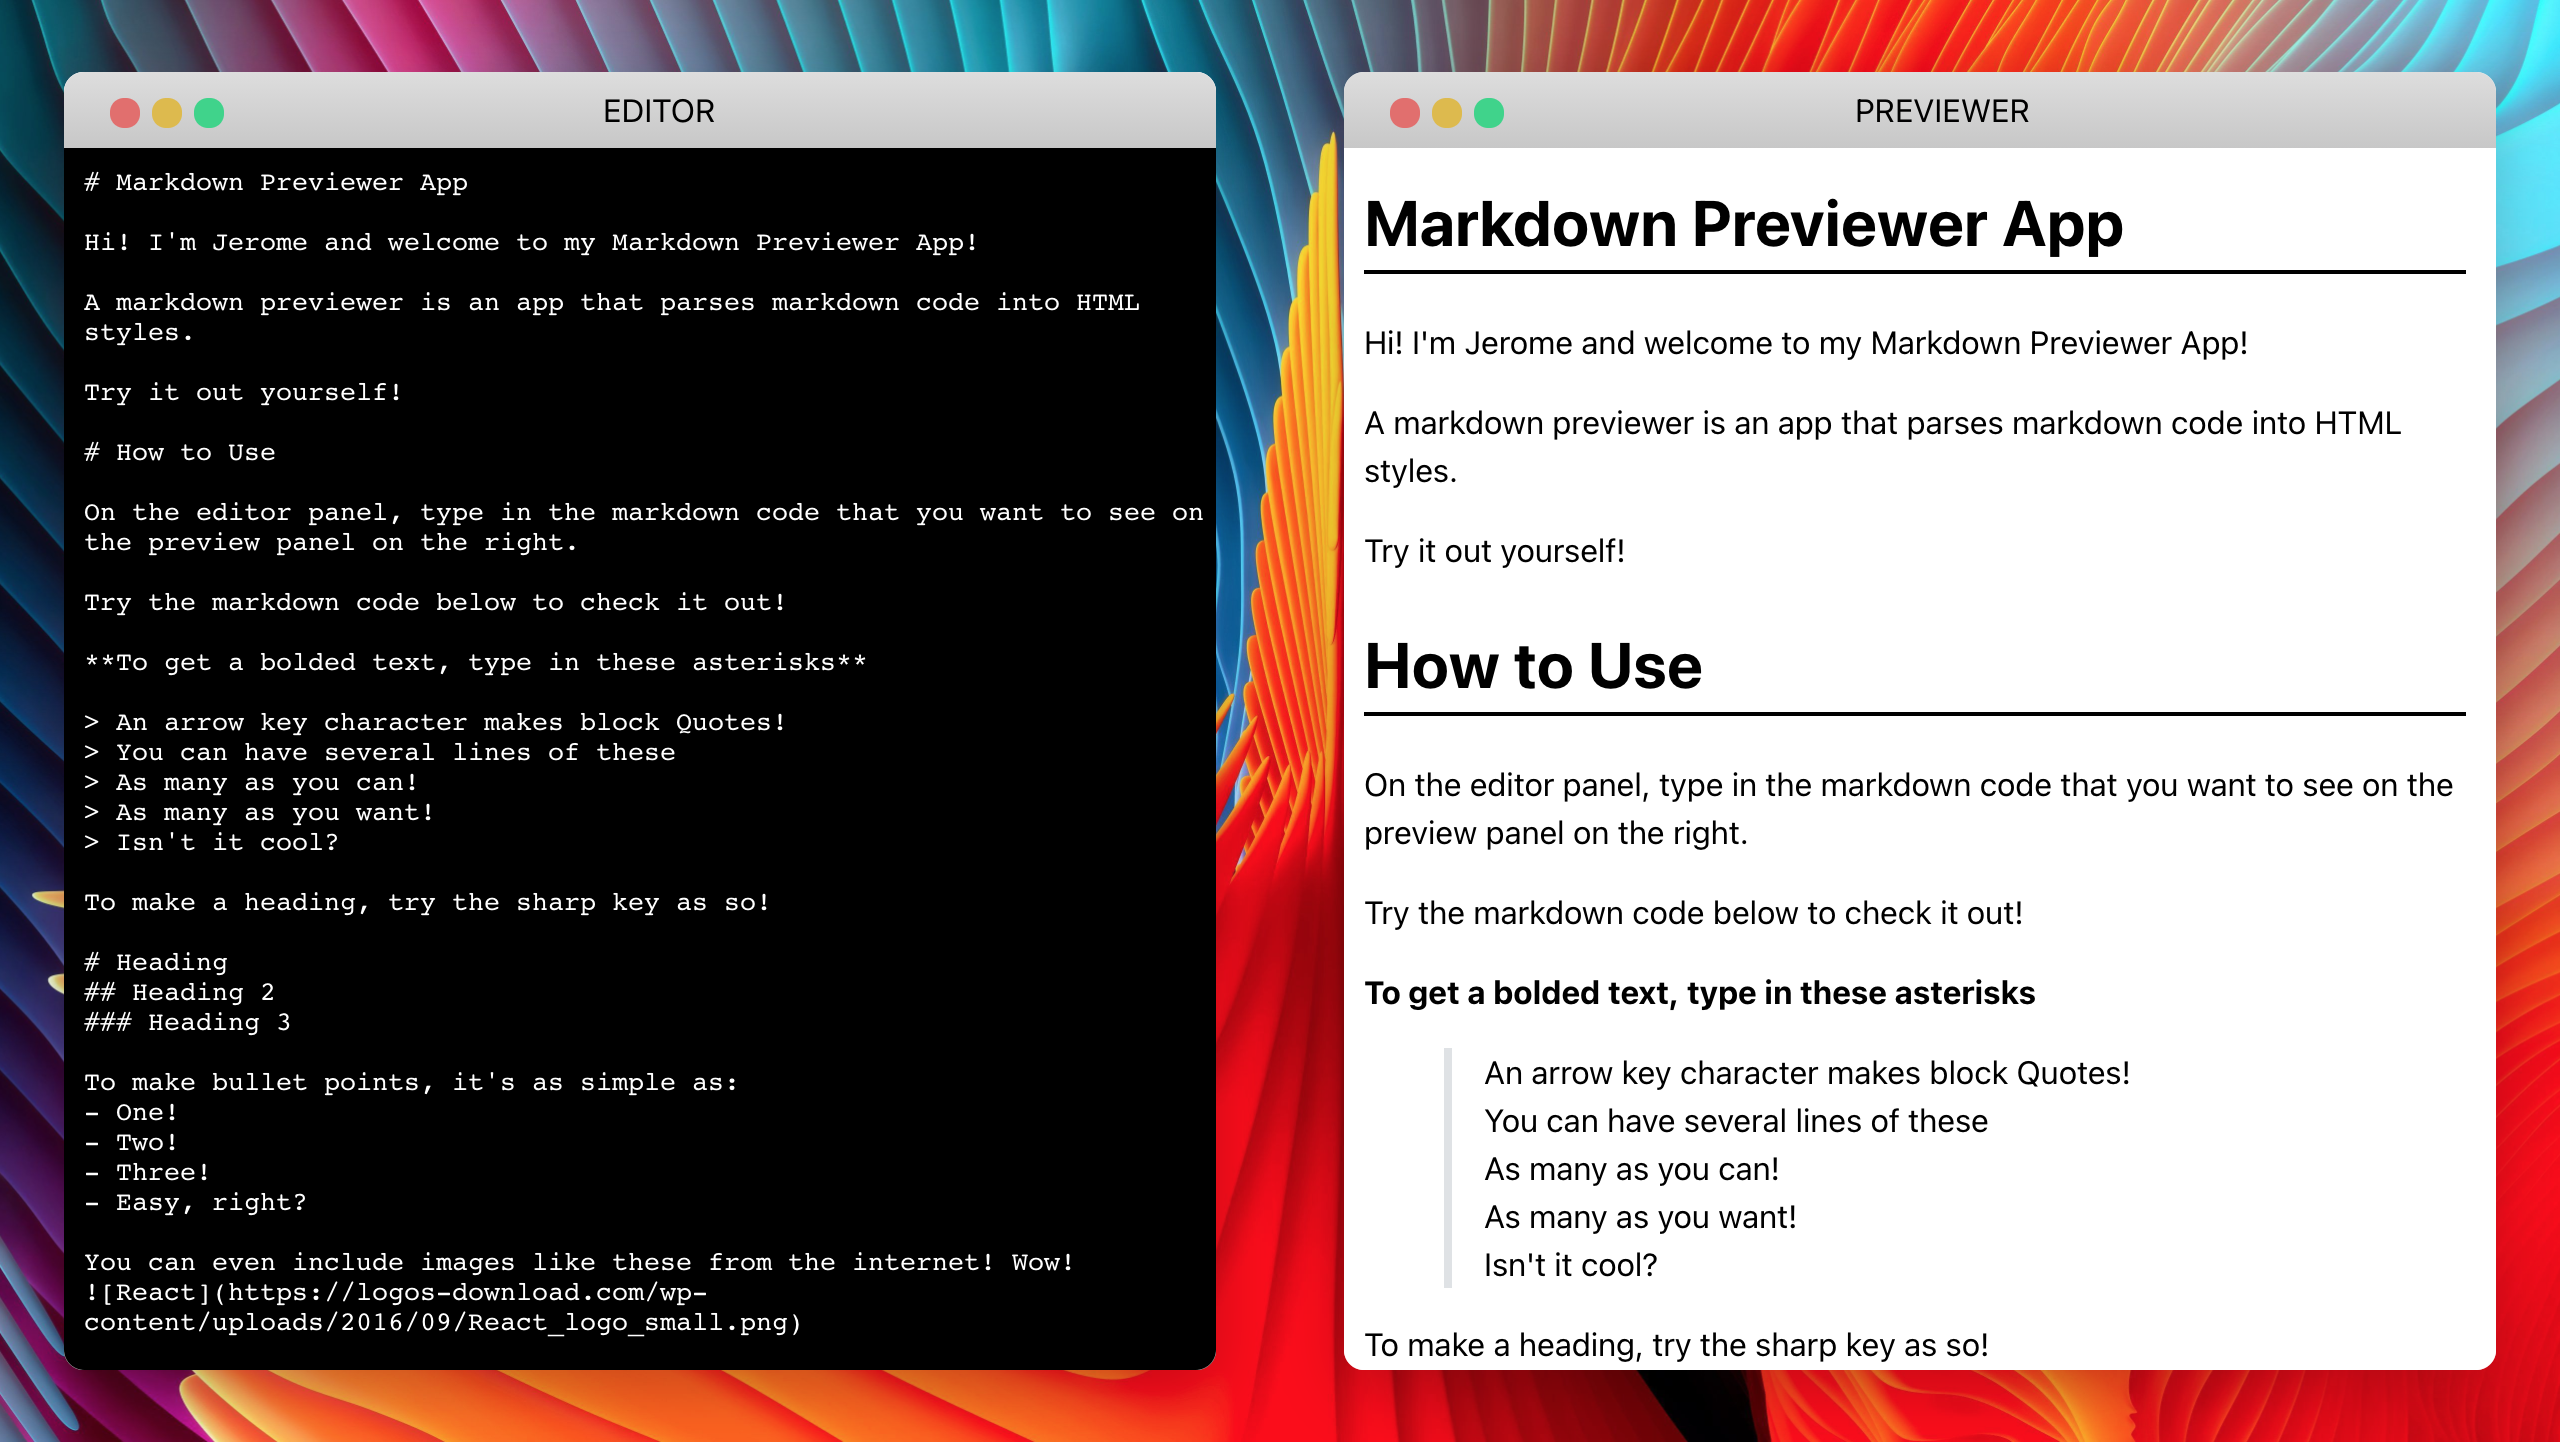 EDITOR
# Markdown Previewer App
Hi! I'm Jerome and welcome to my Markdown Previewer App!
A markdown previewer is an app that parses markdown code into HTML
styles.
Try it out yourself!
# How to Use
On the editor panel, type in the markdown code that you want to see on
the preview panel on the right.
Try the markdown code below to check it out!
**To get a bolded text, type in these asterisks**
> An arrow key character makes block Quotes!
> You can have several lines of these
> As many as you can!
> As many as you want!
> Isn't it cool?
To make a heading, try the sharp key as so!
# Heading
## Heading 2
### Heading 3
To make bullet points, it's as simple as:
- One!
- Two!
- Three!
- Easy, right?
You can even include images like these from the internet! Wow!
![React](https://logos-download.com/wp-
content/uploads/2016/09/React_logo_small.png)
PREVIEWER
Markdown Previewer App
Hi! I'm Jerome and welcome to my Markdown Previewer App!
A markdown previewer is an app that parses markdown code into HTML
styles.
Try it out yourself!
How to Use
On the editor panel, type in the markdown code that you want to see on the
preview panel on the right.
Try the markdown code below to check it out!
To get a bolded text, type in these asterisks
An arrow key character makes block Quotes!
You can have several lines of these
As many as you can!
As many as you want!
Isn't it cool?
To make a heading, try the sharp key as so!